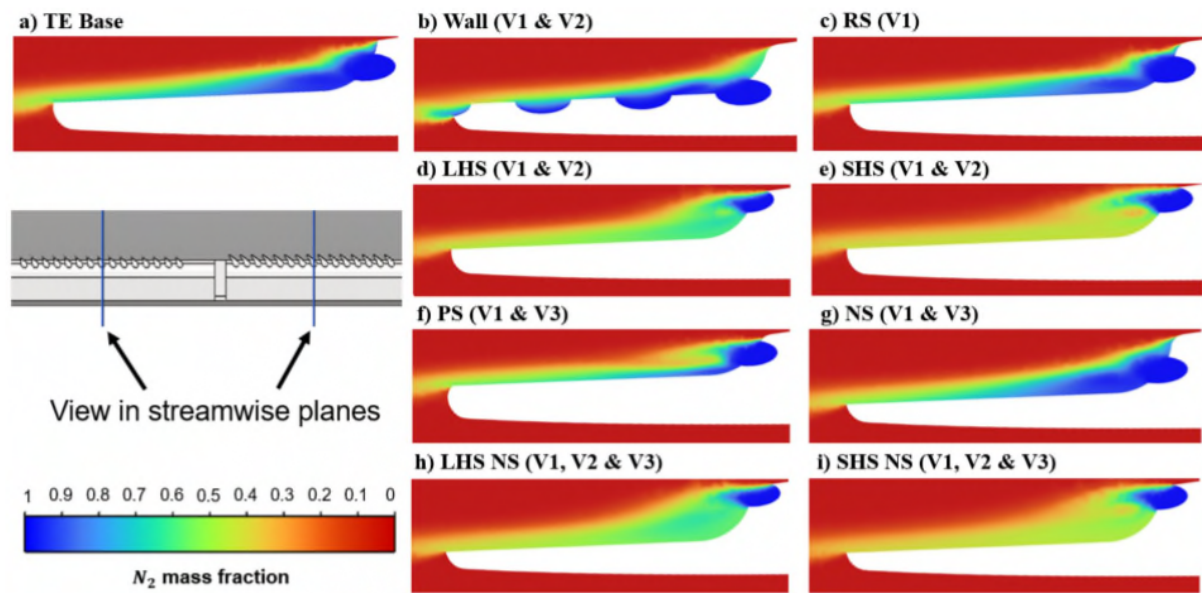 a) TE Base
b) Wall (V1 & V2)
c) RS (V1)
d) LHS (V1 & V2)
e) SHS (V1 & V2)
f) PS (V1 & V3)
g) NS (V1 & V3)
View in streamwise planes
h) LHS NS (V1, V2 & V3)
i) SHS NS (V1, V2 & V3)
1 0.9 0.8 0.7 0.6 0.5 0.4 0.3 0.2 0.1 0
N₂ mass fraction